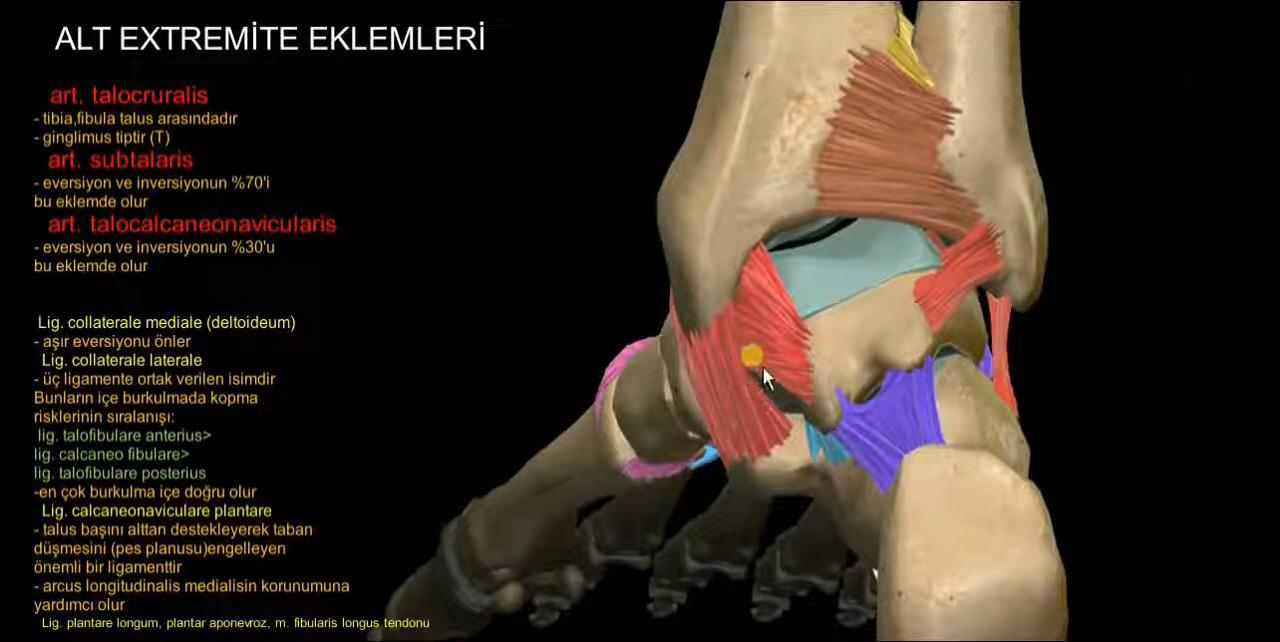 ALT EXTREMİTE EKLEMLERİ
art. talocruralis
- tibia,fibula talus arasındadır
- ginglimus tiptir (T)
art. subtalaris
- eversiyon ve inversiyonun %70'i
bu eklemde olur
art. talocalcaneonavicularis
- eversiyon ve inversiyonun %30'u
bu eklemde olur
Lig. collaterale mediale (deltoideum)
- aşır eversiyonu önler
Lig. collaterale laterale
- üç ligamente ortak verilen isimdir
Bunların içe burkulmada kopma
risklerinin sıralanışı:
lig. talofibulare anterius>
lig. calcaneo fibulare>
lig. talofibulare posterius
-en çok burkulma içe doğru olur
Lig. calcaneonaviculare plantare
- talus başını alttan destekleyerek taban
düşmesini (pes planusu)engelleyen
önemli bir ligamenttir
- arcus longitudinalis medialisin korunumuna
yardımcı olur
Lig. plantare longum, plantar aponevroz, m. fibularis longus tendonu